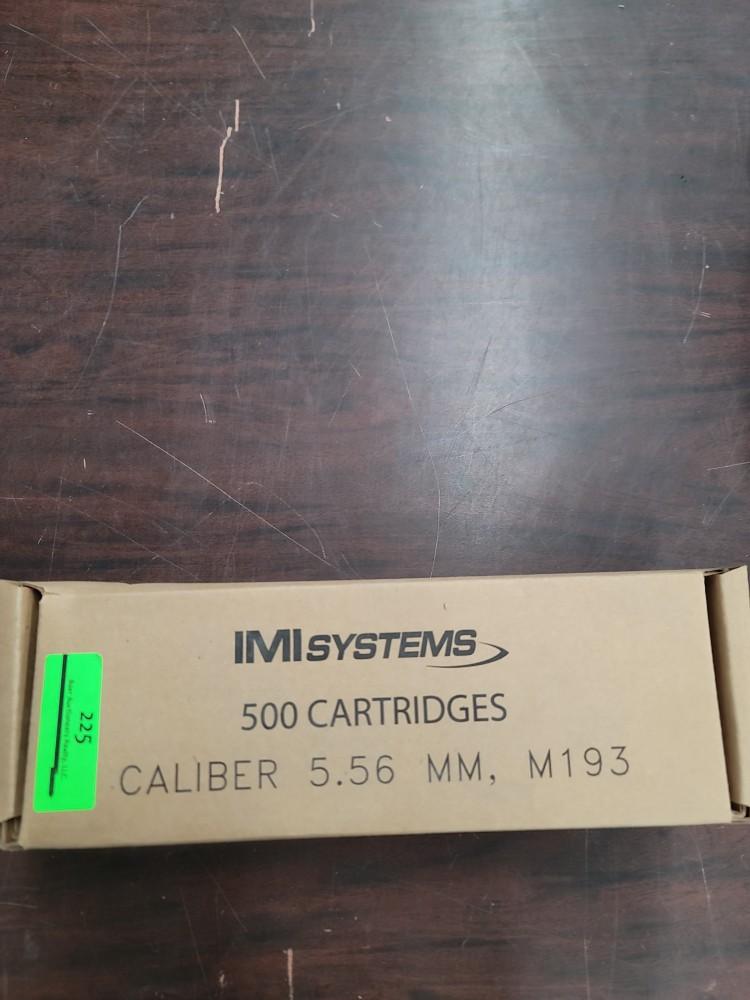 IMI SYSTEMS
500 CARTRIDGES
CALIBER 5.56 MM, M193
225